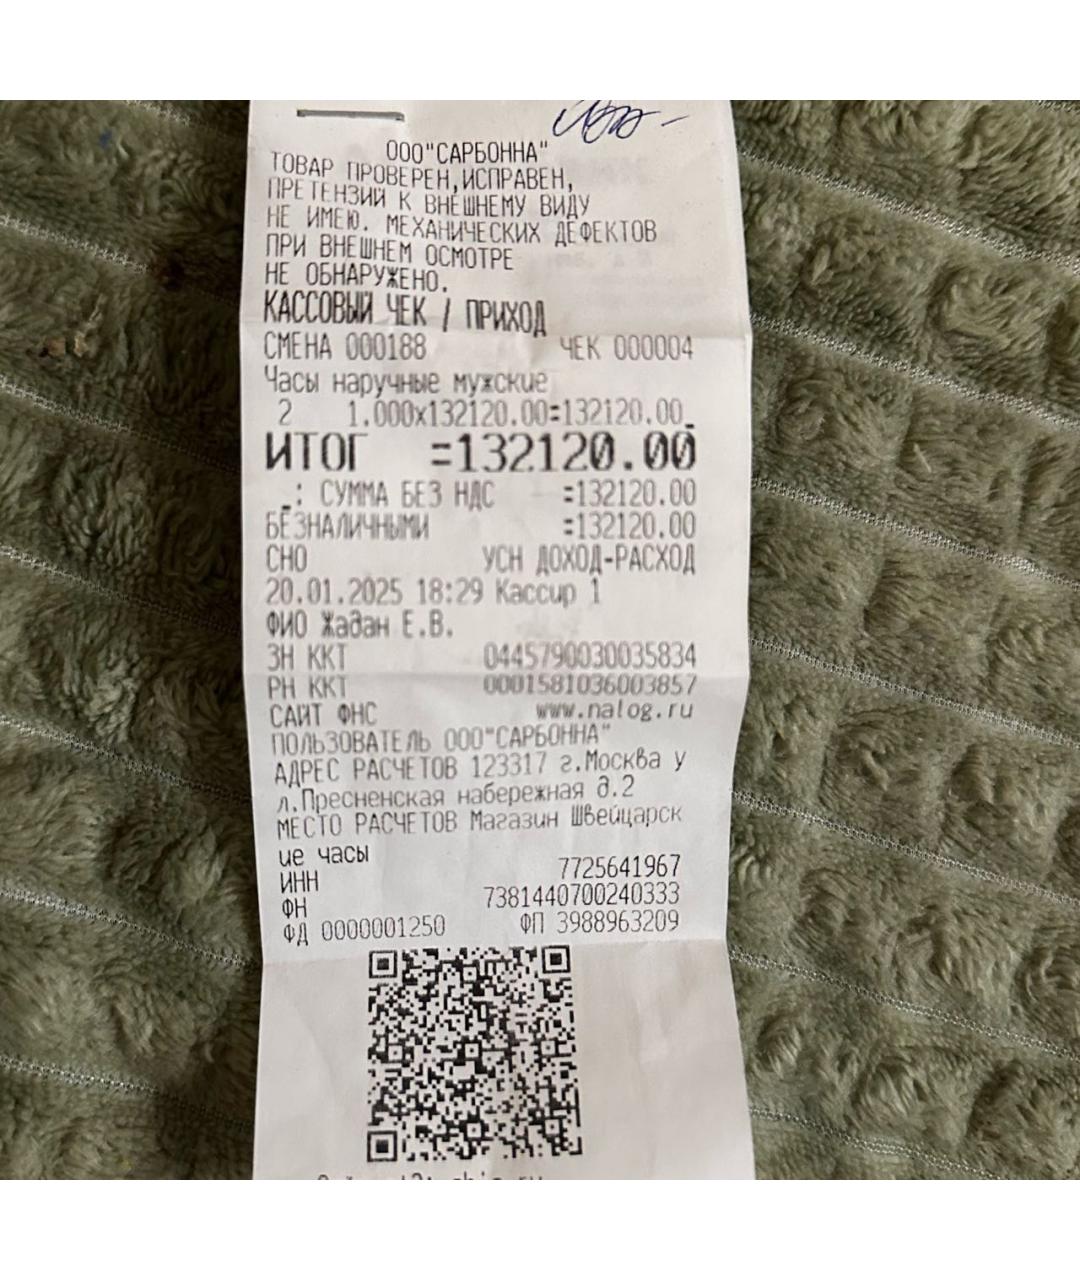 ООО"САРБОННА"
ТОВАР ПРОВЕРЕН,ИСПРАВЕН,
ПРЕТЕНЗИЙ К ВНЕШНЕМУ ВИДУ
НЕ ИМЕЮ. МЕХАНИЧЕСКИХ ДЕФЕКТОВ
ПРИ ВНЕШНЕМ ОСМОТРЕ
НЕ ОБНАРУЖЕНО.
КАССОВЫЙ ЧЕК / ПРИХОД
СМЕНА 000188 ЧЕК 000004
Часы наручные мужские
2 1.000x132120.00=132120.00_
ИТОГ =132120.00
_: СУММА БЕЗ НДС =132120.00
БЕЗНАЛИЧНЫМИ =132120.00
СНО УСН ДОХОД-РАСХОД
20.01.2025 18:29 Кассир 1
ФИО Жадан Е.В.
ЗН ККТ 0445790030035834
РН ККТ 0001581036003857
САЙТ ФНС www.nalog.ru
ПОЛЬЗОВАТЕЛЬ ООО"САРБОННА"
АДРЕС РАСЧЕТОВ 123317 г.Москва у
л.Пресненская набережная д.2
МЕСТО РАСЧЕТОВ Магазин Швейцарск
ие часы
ИНН 7725641967
ФН 7381440700240333
ФД 0000001250 ФП 3988963209